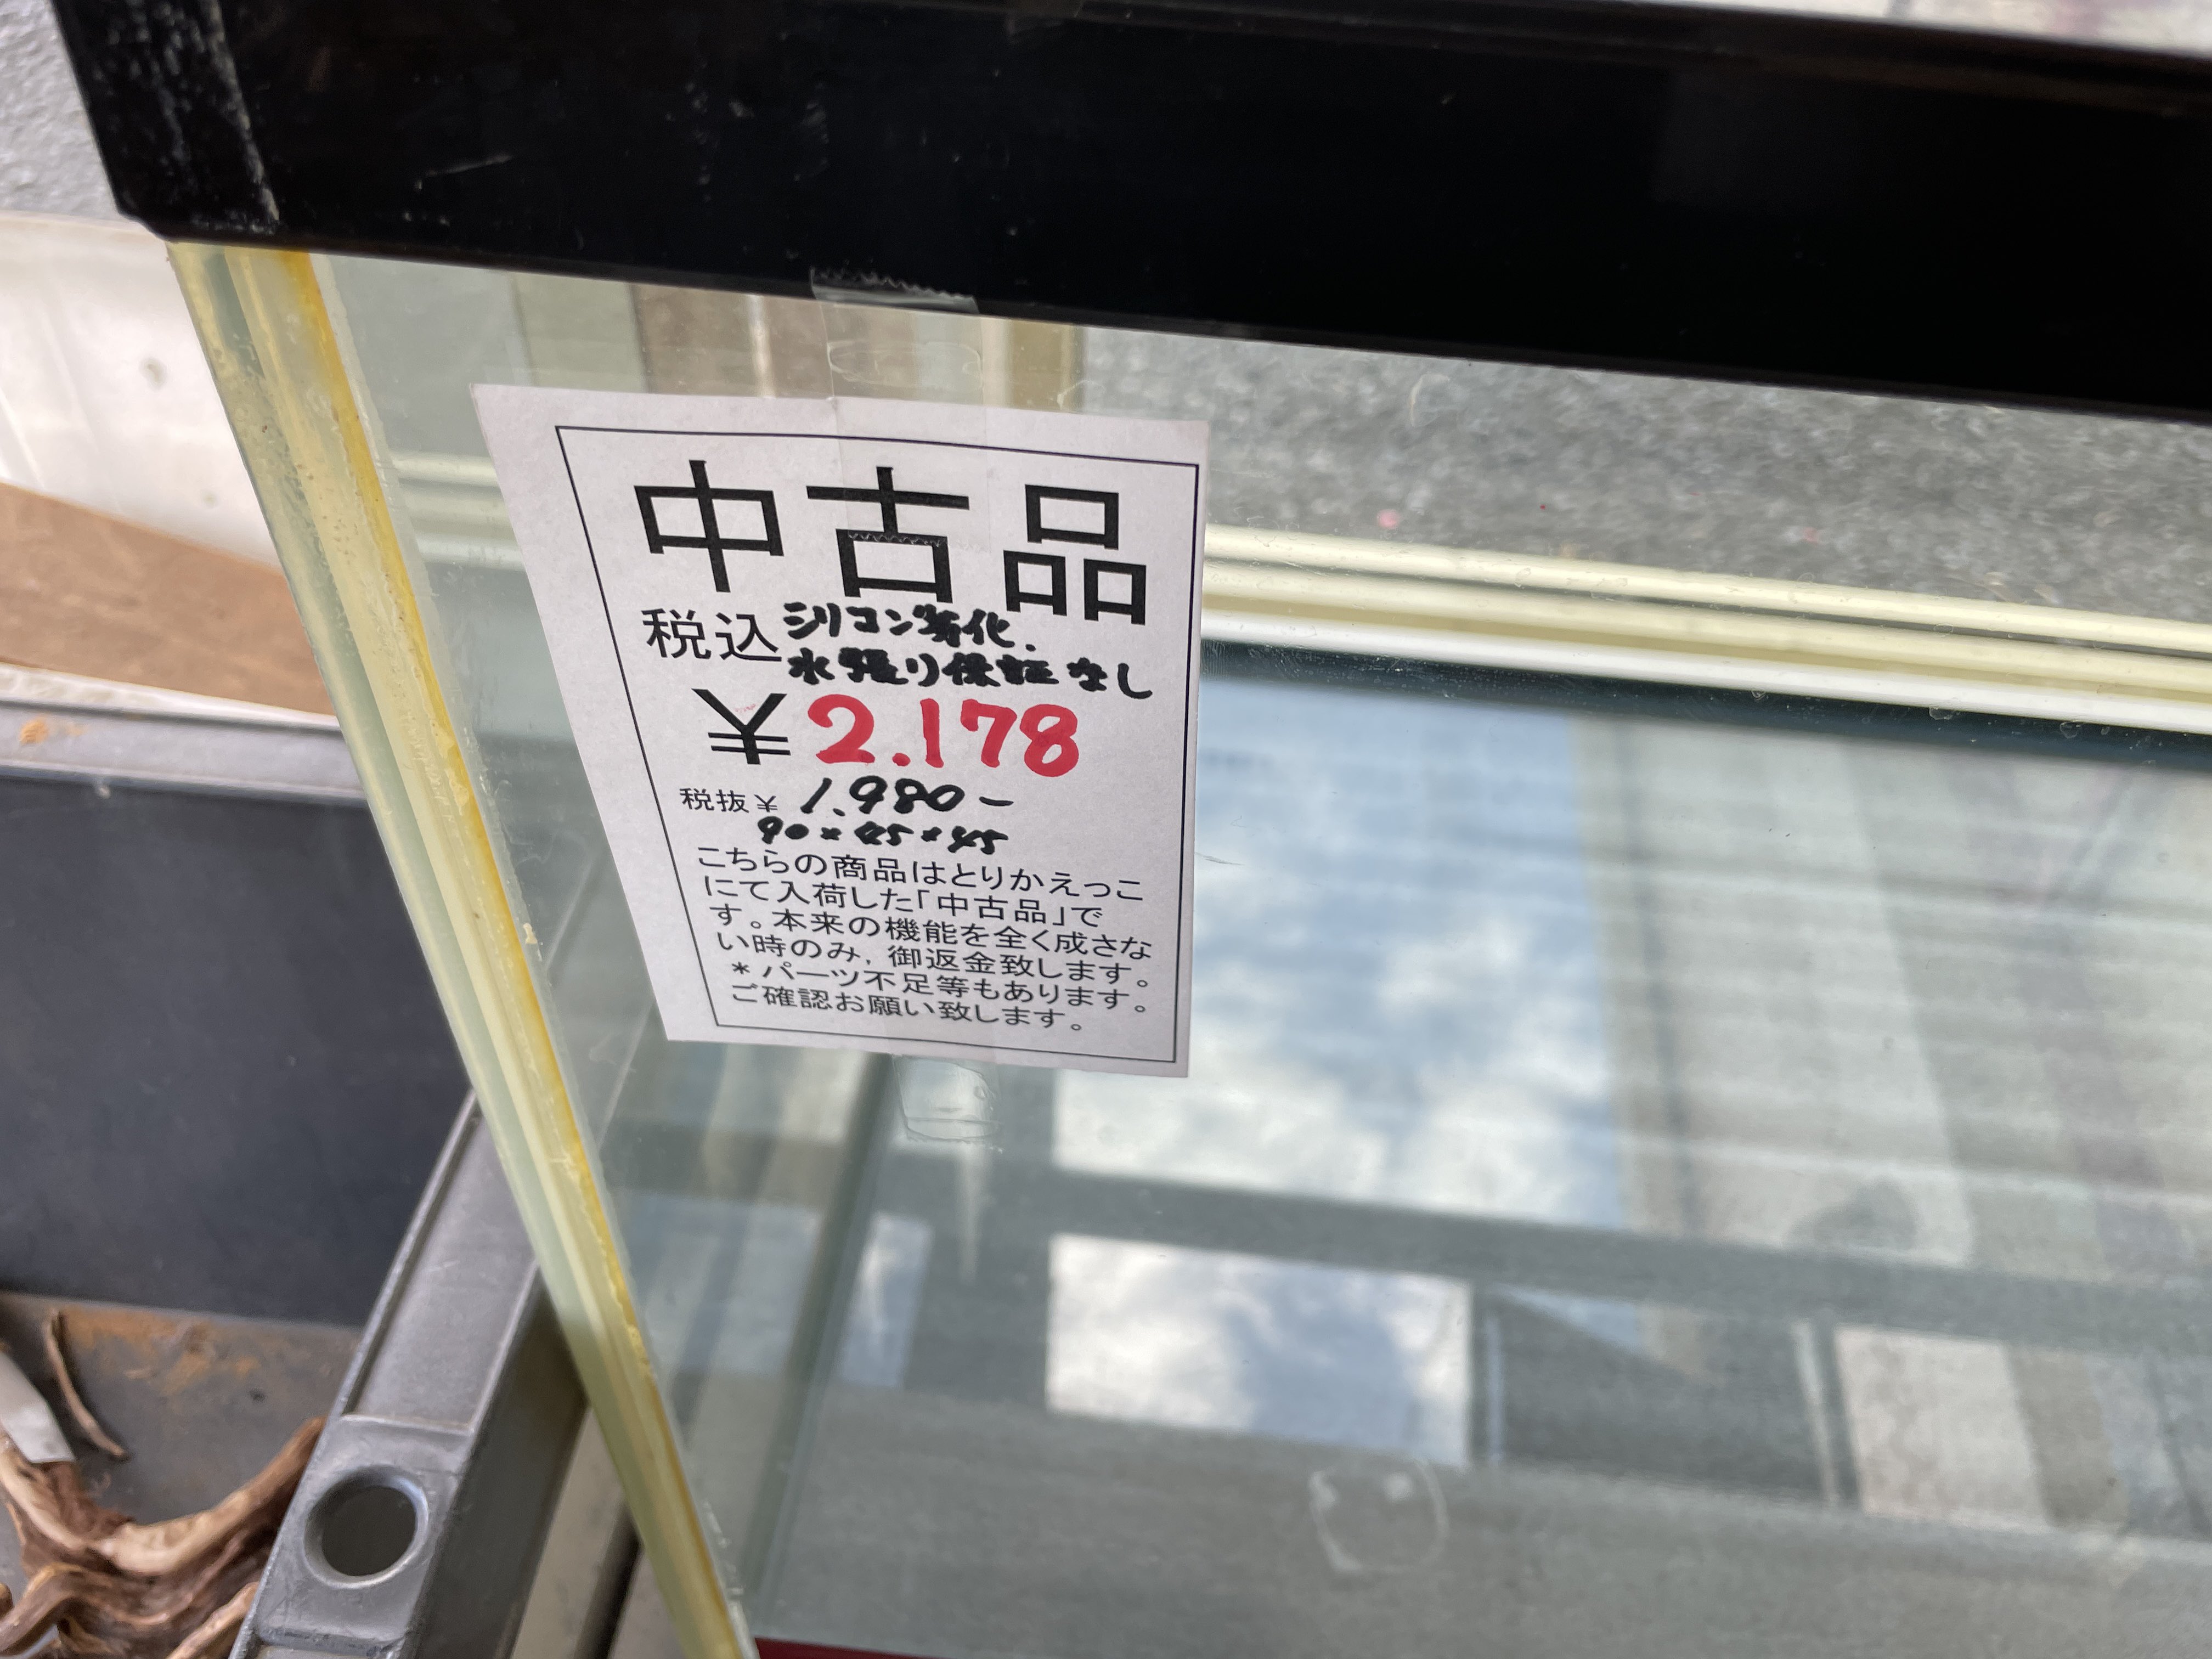 中古品
税込 シリコン劣化.
水張り保証なし
¥2.178
税抜¥ 1.980-
90×45×45
こちらの商品はとりかえっこ
にて入荷した「中古品」で
す。本来の機能を全く成さな
い時のみ，御返金致します。
＊パーツ不足等もあります。
ご確認お願い致します。